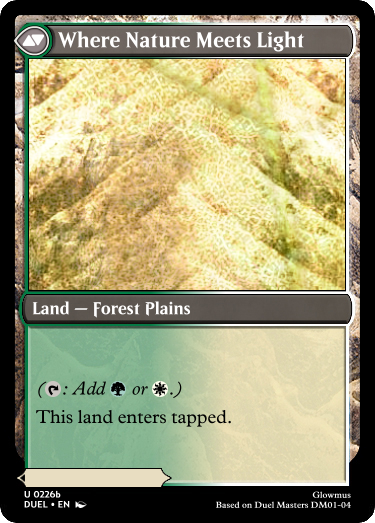 Where Nature Meets Light
Land — Forest Plains
(: Add or .)
This land enters tapped.
U 0226b
DUEL • EN
Glowmus
Based on Duel Masters DM01-04